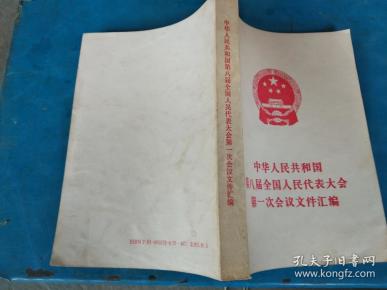 中华人民共和国第八届全国人民代表大会第一次会议文件汇编
中华人民共和国
第八届全国人民代表大会
第一次会议文件汇编
孔夫子旧书网